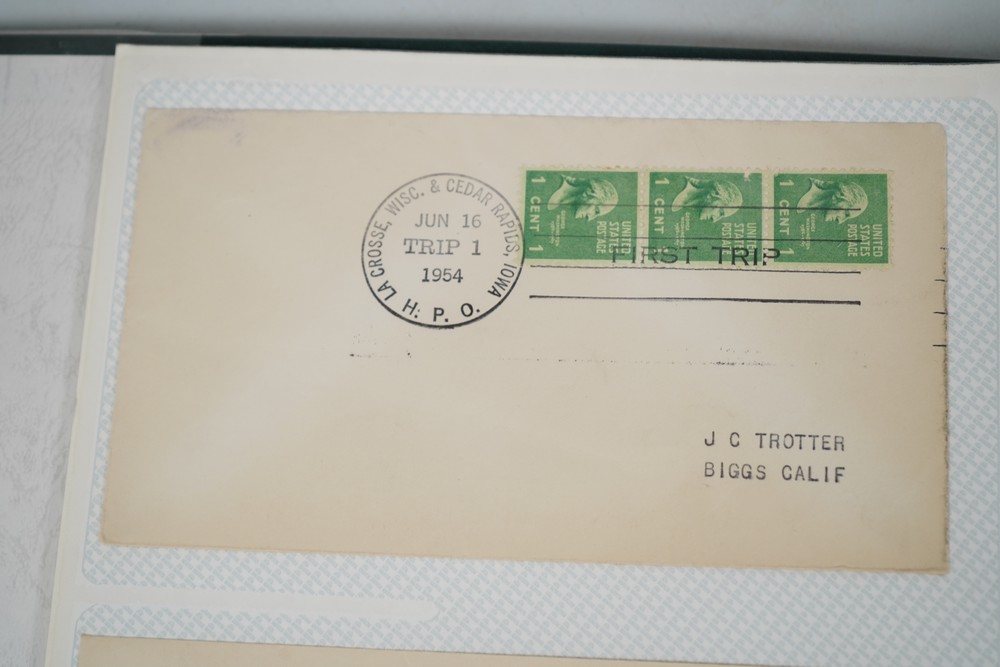 LA CROSSE, WISC. & CEDAR RAPIDS, IOWA
JUN 16
TRIP 1
1954
H. P. O.
1 CENT 1
UNITED STATES POSTAGE
1 CENT 1
UNITED STATES POSTAGE
1 CENT 1
UNITED STATES POSTAGE
FIRST TRIP
J C TROTTER
BIGGS CALIF